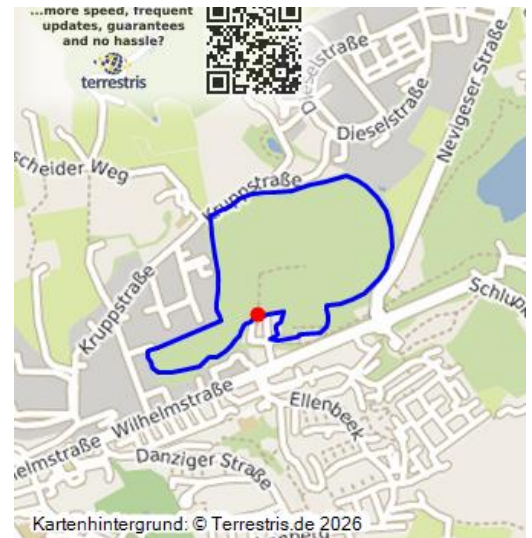 ...more speed, frequent
updates, guarantees
and no hassle?
terrestris
Dieselstraße
Dieselstraße
Nevigeser Straße
scheider Weg
Kruppstraße
Kruppstraße
Wilhelmstraße
elmstraße
Ellenbeek
Danziger Straße
Kartenhintergrund: © Terrestris.de 2026